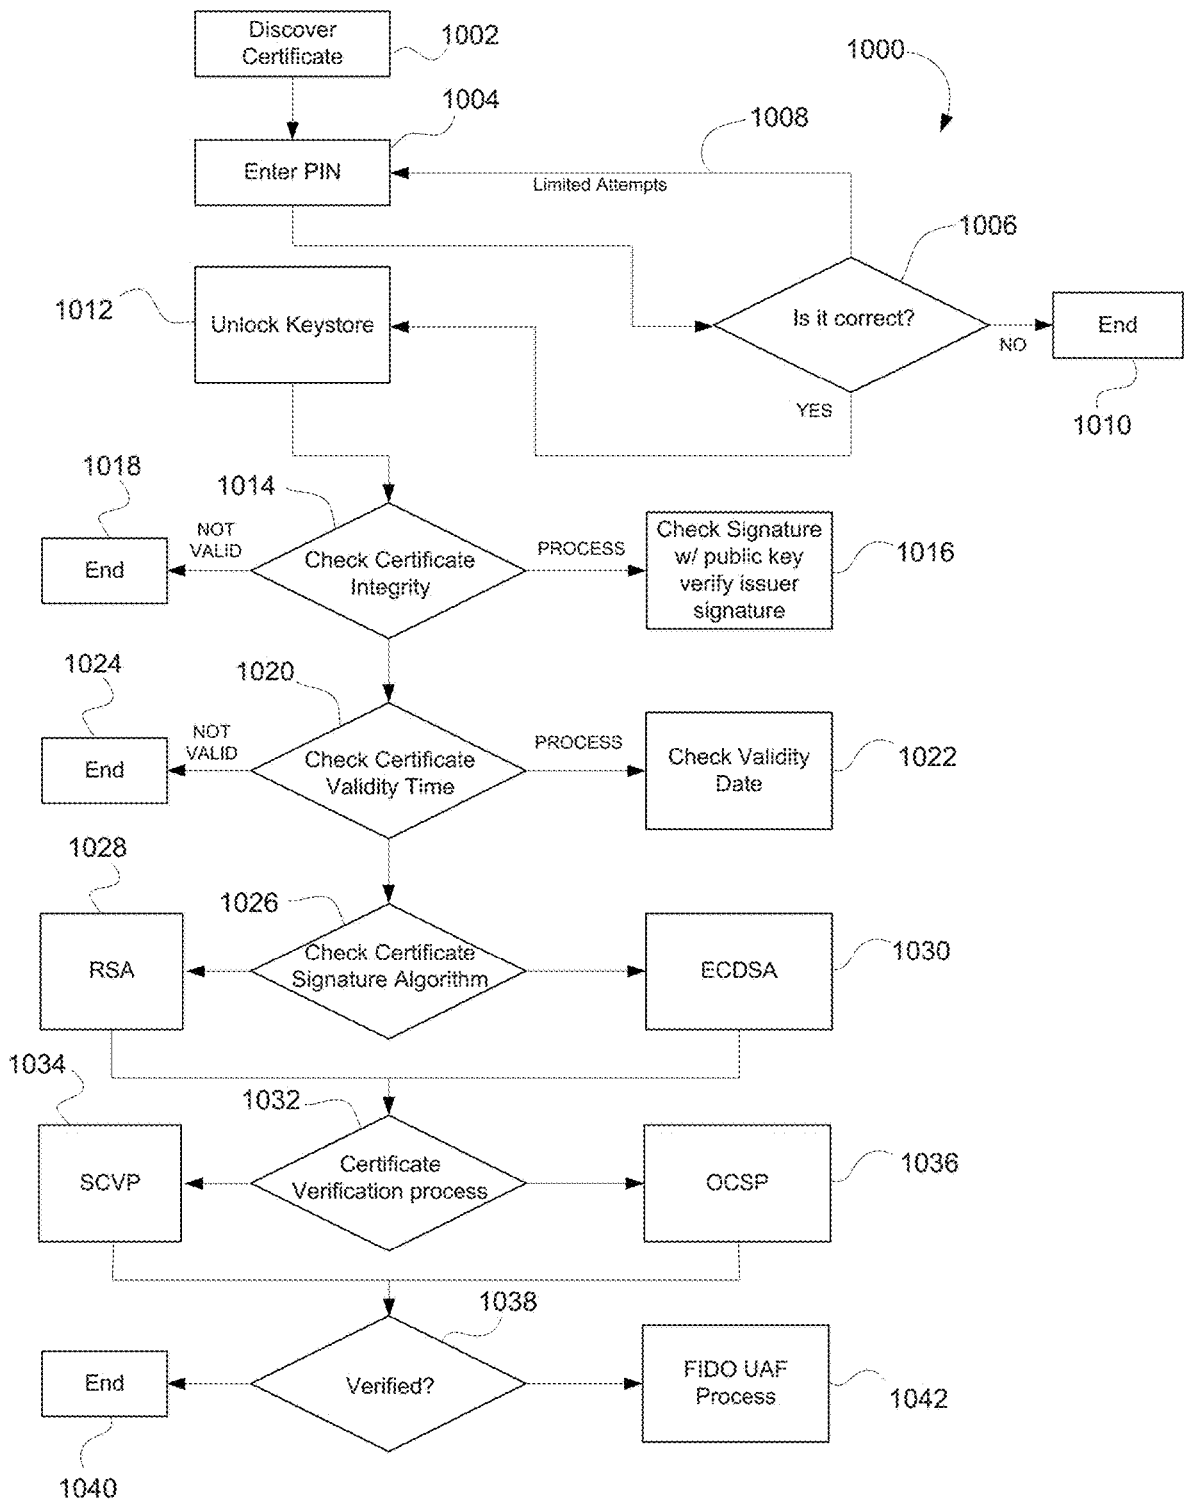 Discover
Certificate
1002
1000
1004
1008
Enter PIN
Limited Attempts
1006
1012
Unlock Keystore
Is it correct?
End
NO
YES
1010
1018
1014
NOT
VALID
End
Check Certificate
Integrity
PROCESS
Check Signature
w/ public key
verify issuer
signature
1016
1024
1020
NOT
VALID
End
Check Certificate
Validity Time
PROCESS
Check Validity
Date
1022
1028
1026
RSA
Check Certificate
Signature Algorithm
ECDSA
1030
1034
1032
SCVP
Certificate
Verification process
OCSP
1036
1038
End
Verified?
FIDO UAF
Process
1042
1040